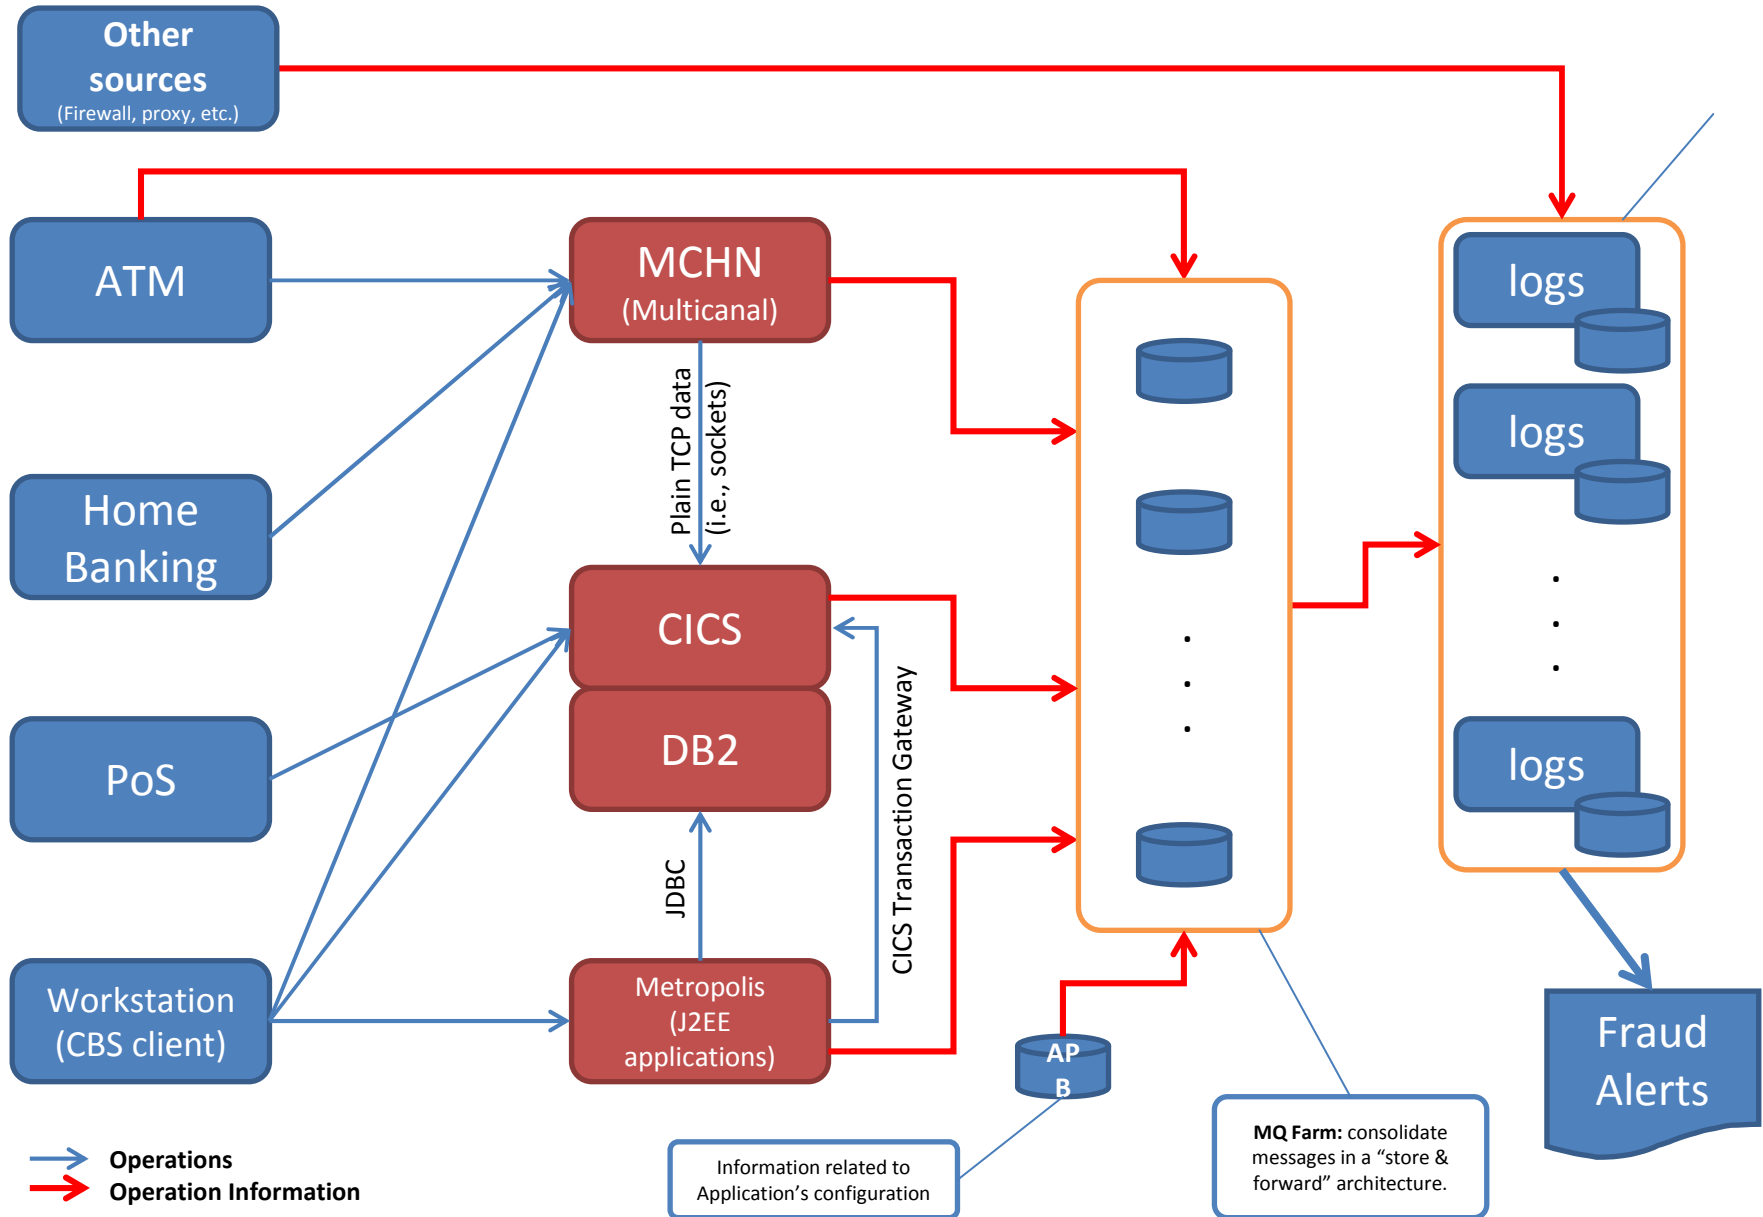 Other
sources
(Firewall, proxy, etc.)
ATM
MCHN
(Multicanal)
logs
logs
Plain TCP data
(i.e., sockets)
Home
Banking
CICS
CICS Transaction Gateway
PoS
DB2
logs
JDBC
Workstation
(CBS client)
Metropolis
(J2EE
applications)
AP
B
Fraud
Alerts
Operations
Operation Information
Information related to
Application's configuration
MQ Farm: consolidate
messages in a “store &
forward” architecture.